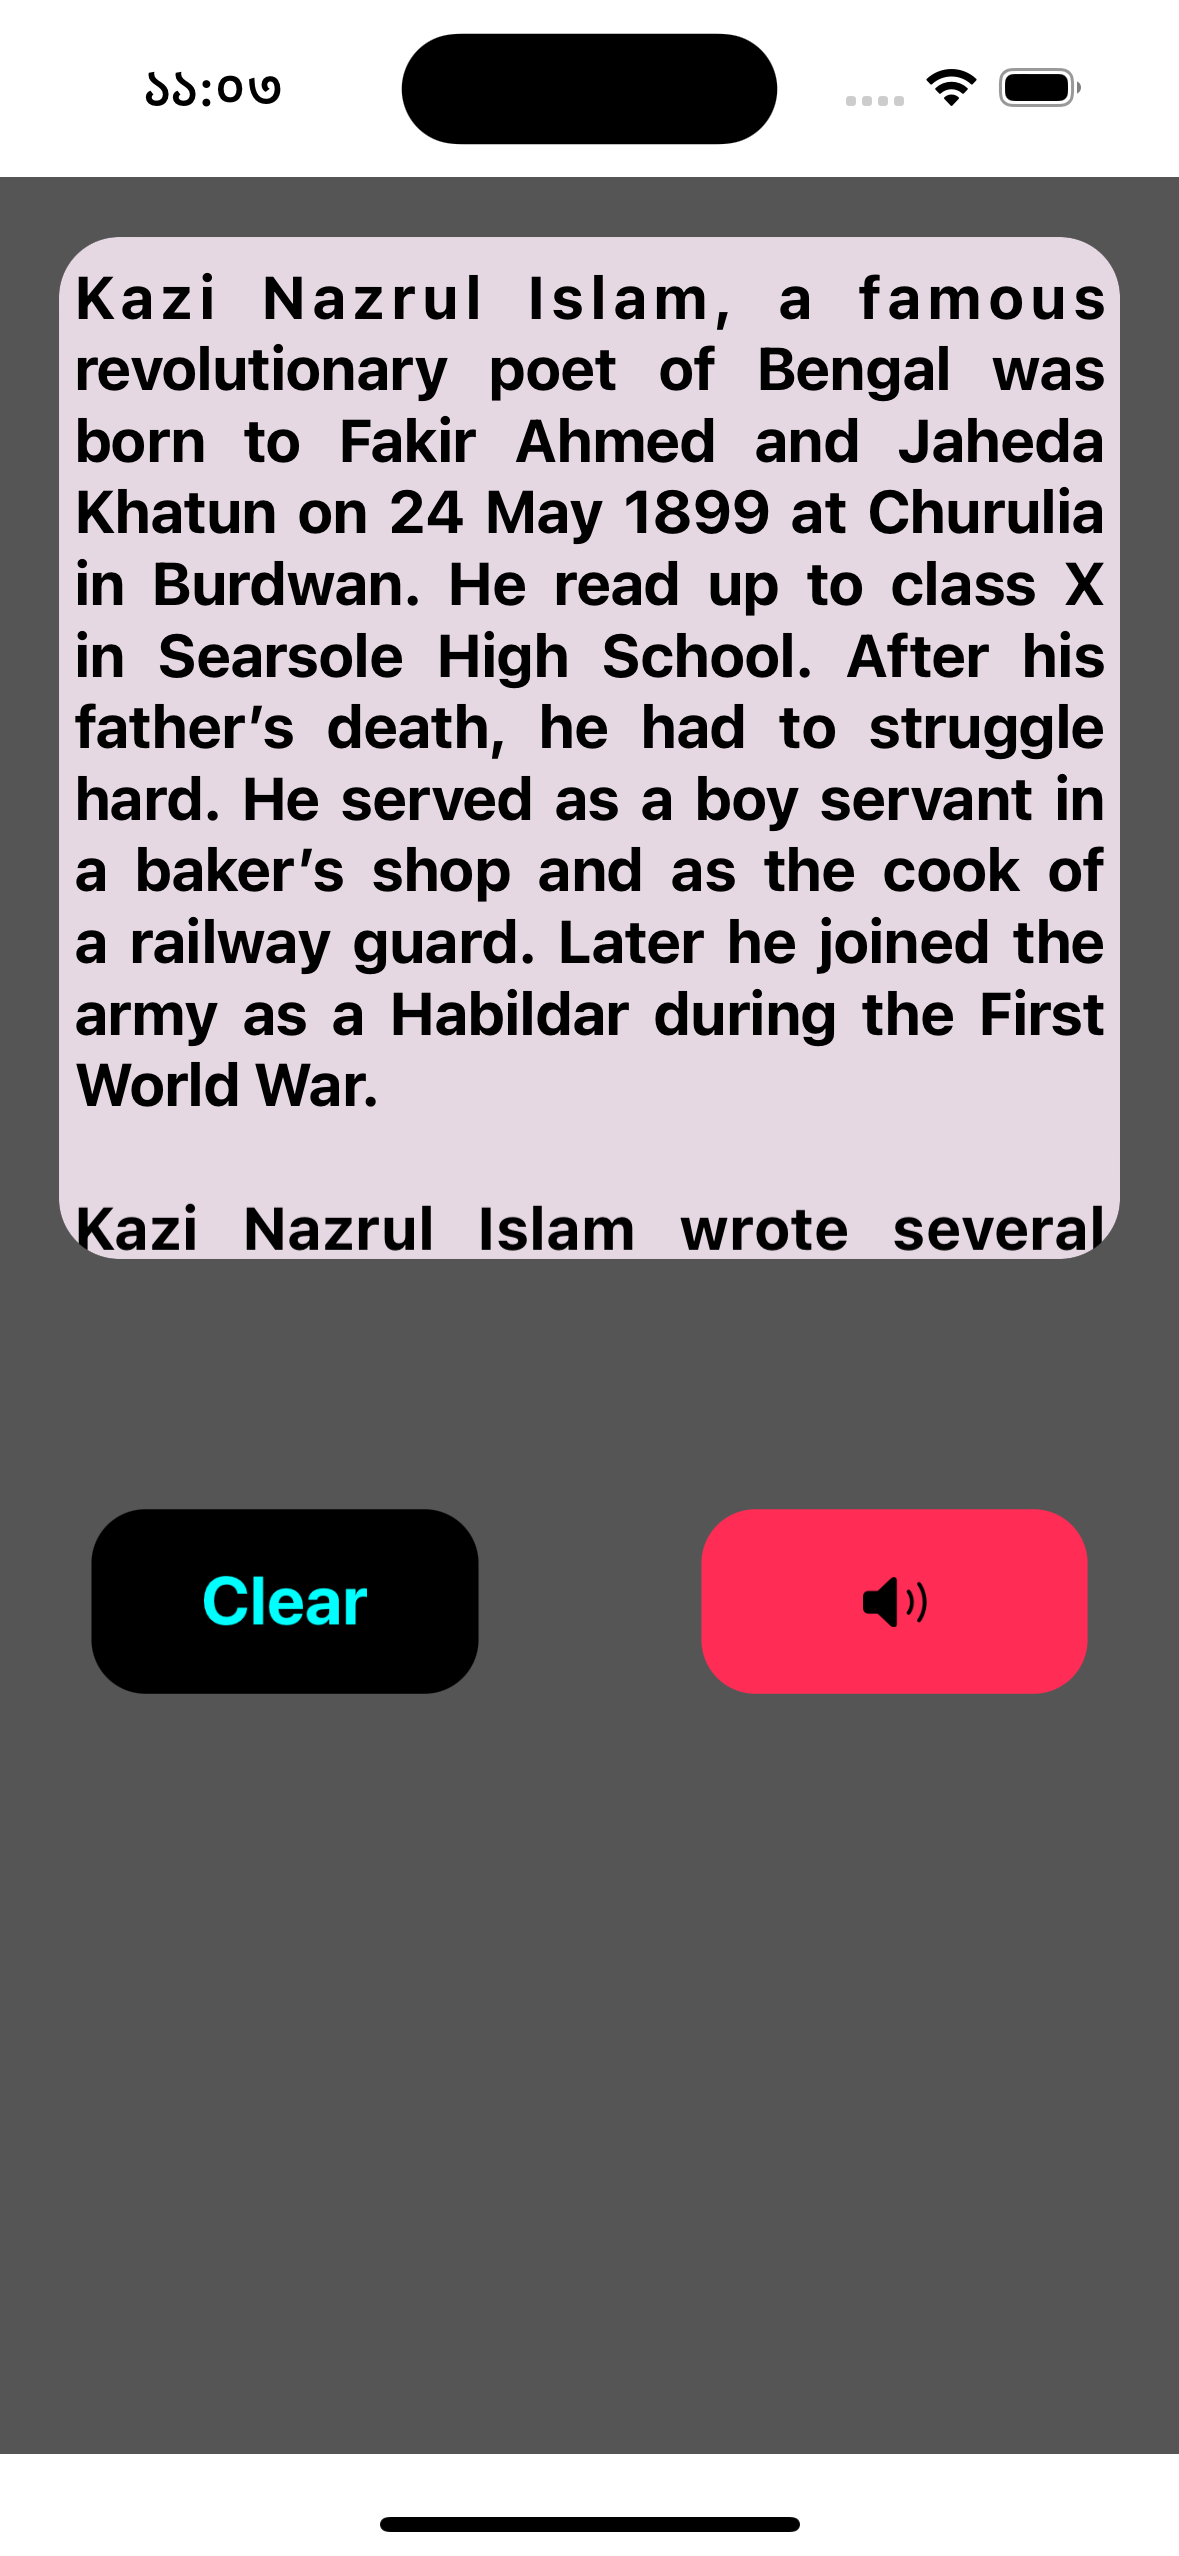 ১১:০৩
Kazi Nazrul Islam, a famous
revolutionary poet of Bengal was
born to Fakir Ahmed and Jaheda
Khatun on 24 May 1899 at Churulia
in Burdwan. He read up to class X
in Searsole High School. After his
father’s death, he had to struggle
hard. He served as a boy servant in
a baker’s shop and as the cook of
a railway guard. Later he joined the
army as a Habildar during the First
World War.
Kazi Nazrul Islam wrote several
Clear